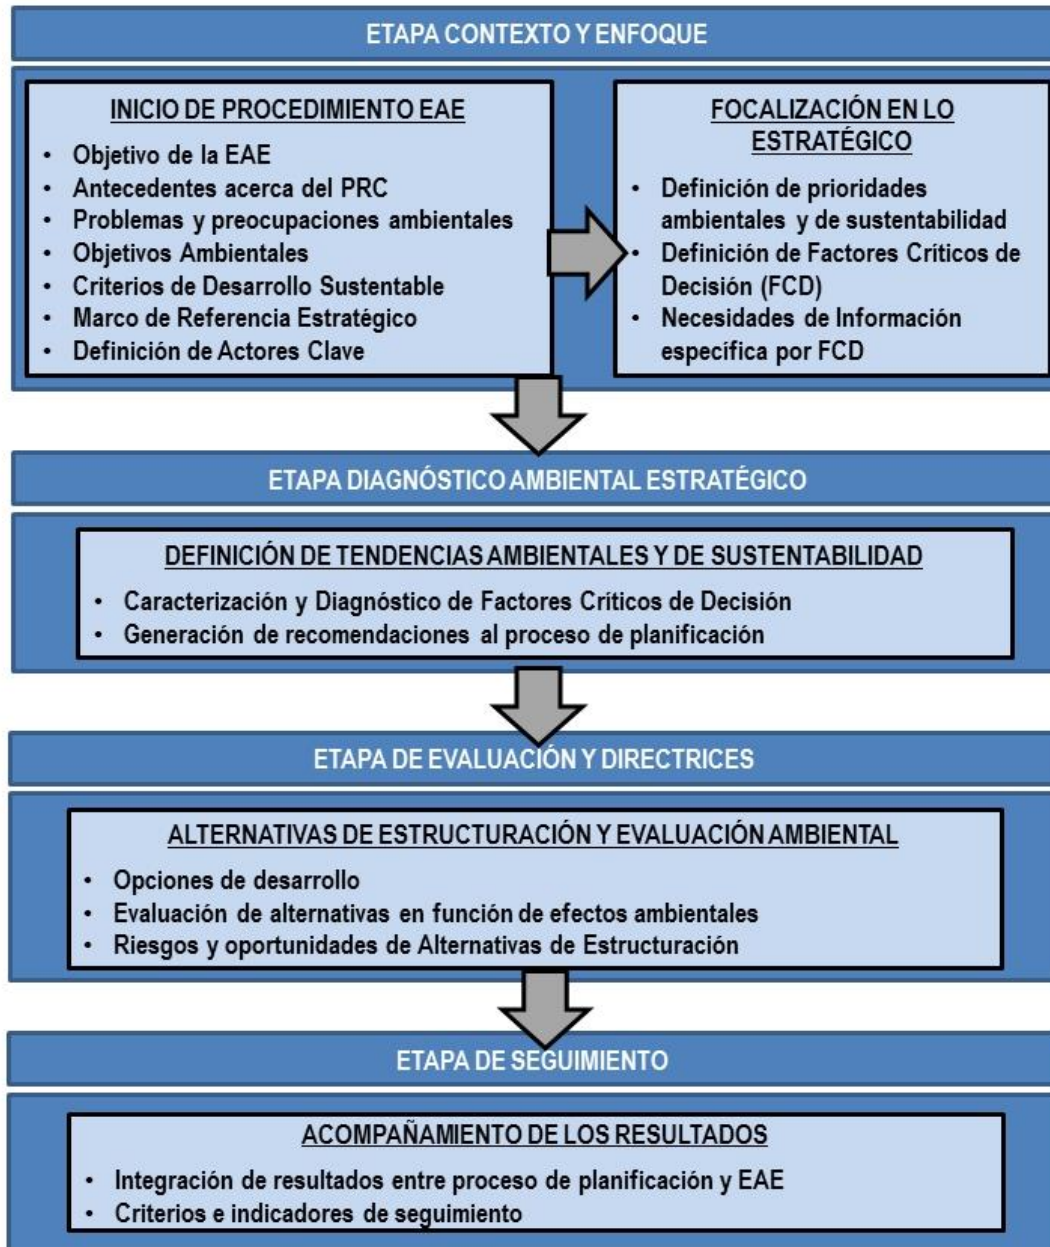 ETAPA CONTEXTO Y ENFOQUE
INICIO DE PROCEDIMIENTO EAE
• Objetivo de la EAE
• Antecedentes acerca del PRC
• Problemas y preocupaciones ambientales
• Objetivos Ambientales
• Criterios de Desarrollo Sustentable
• Marco de Referencia Estratégico
• Definición de Actores Clave
FOCALIZACIÓN EN LO
ESTRATÉGICO
• Definición de prioridades
ambientales y de sustentabilidad
• Definición de Factores Críticos de
Decisión (FCD)
• Necesidades de Información
específica por FCD
ETAPA DIAGNÓSTICO AMBIENTAL ESTRATÉGICO
DEFINICIÓN DE TENDENCIAS AMBIENTALES Y DE SUSTENTABILIDAD
• Caracterización y Diagnóstico de Factores Críticos de Decisión
• Generación de recomendaciones al proceso de planificación
ETAPA DE EVALUACIÓN Y DIRECTRICES
ALTERNATIVAS DE ESTRUCTURACIÓN Y EVALUACIÓN AMBIENTAL
• Opciones de desarrollo
• Evaluación de alternativas en función de efectos ambientales
• Riesgos y oportunidades de Alternativas de Estructuración
ETAPA DE SEGUIMIENTO
ACOMPAÑAMIENTO DE LOS RESULTADOS
• Integración de resultados entre proceso de planificación y EAE
• Criterios e indicadores de seguimiento